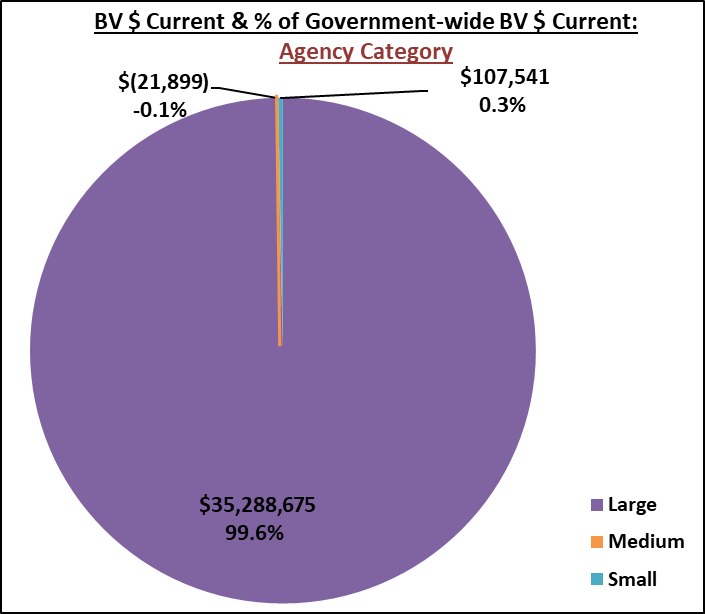 BV $ Current & % of Government-wide BV $ Current:
Agency Category
$(21,899)
-0.1%
$107,541
0.3%
$35,288,675
99.6%
Large
Medium
Small